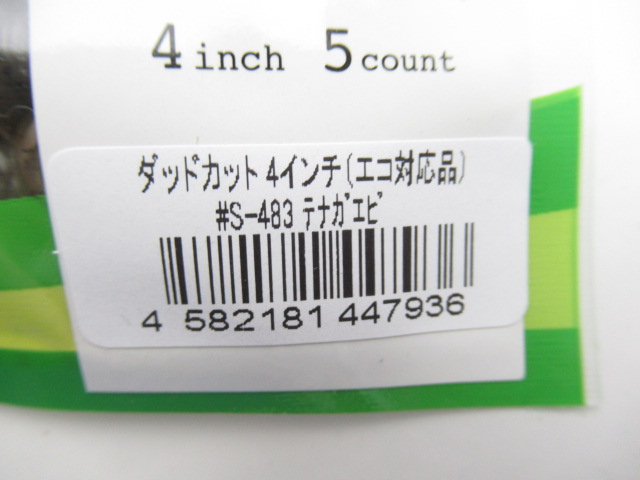 4 inch 5 count
ダッドカット 4インチ(エコ対応品)
#S-483 ﾃﾅｶﾞｴﾋﾞ
4 582181 447936